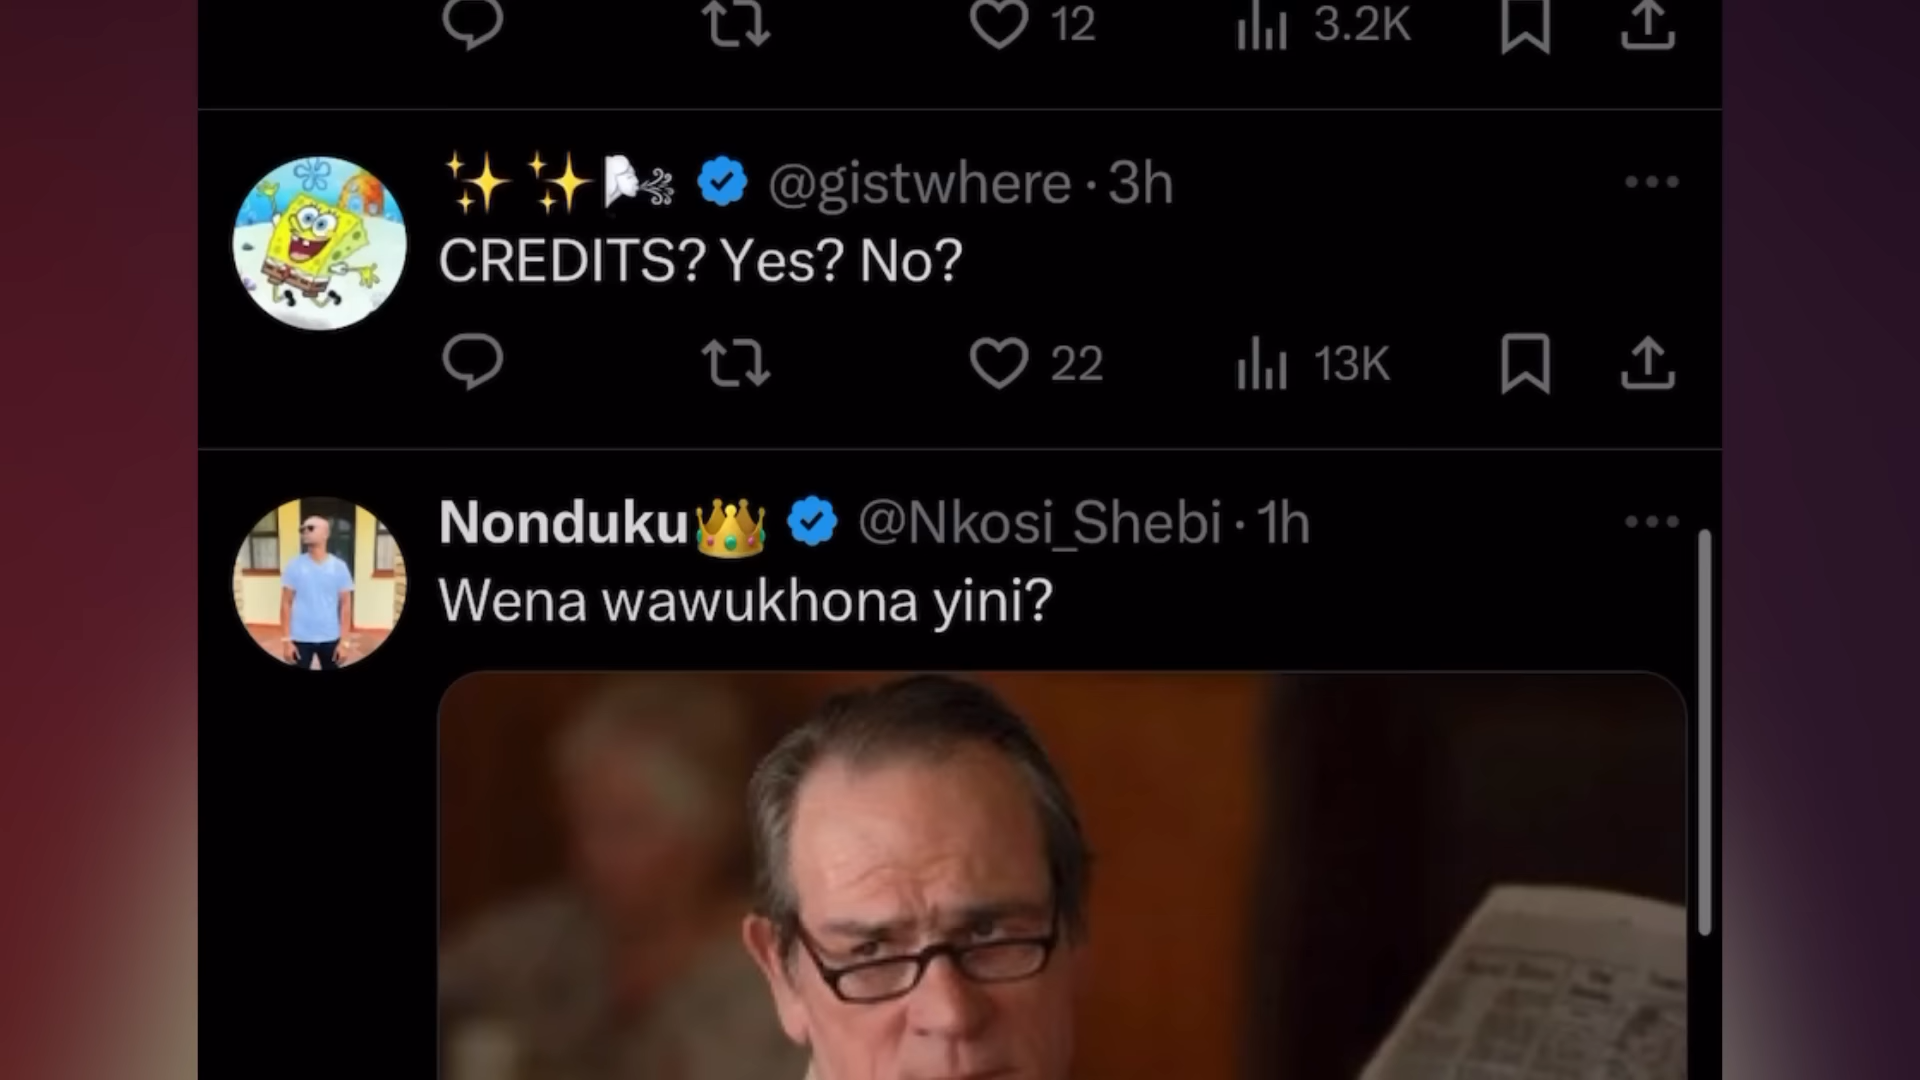 12 3.2K
✨✨🌬️ @gistwhere · 3h
CREDITS? Yes? No?
22 13K
Nonduku👑 @Nkosi_Shebi · 1h
Wena wawukhona yini?